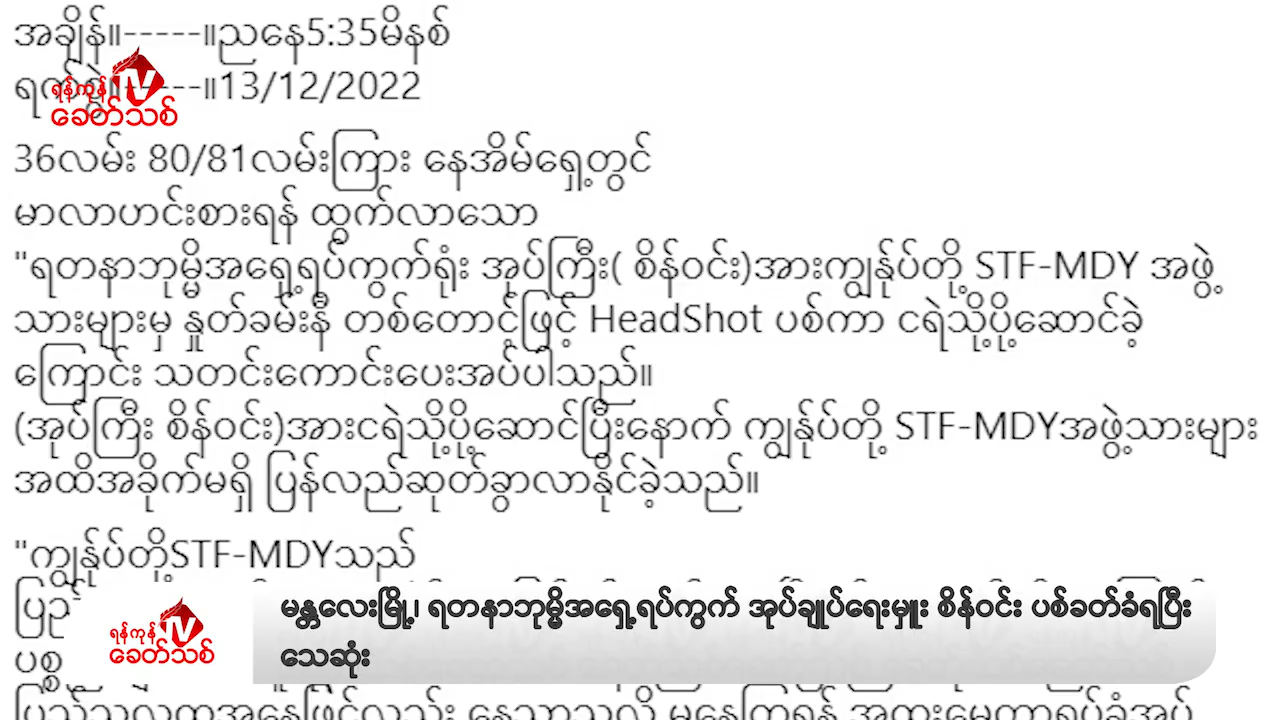 အချိန်။-----။ညနေ5:35မိနစ်
ရက်စွဲ။-----။13/12/2022
ရန်ကုန်
ခေတ်သစ်
36လမ်း 80/81လမ်းကြား နေအိမ်ရှေ့တွင်
မာလာဟင်းစားရန် ထွက်လာသော
"ရတနာဘုမ္မိအရှေ့ရပ်ကွက်ရုံး အုပ်ကြီး( စိန်ဝင်း)အားကျွန်ုပ်တို့ STF-MDY အဖွဲ့
သားများမှ နှုတ်ခမ်းနီ တစ်တောင့်ဖြင့် HeadShot ပစ်ကာ ငရဲသို့ပို့ဆောင်ခဲ့
ကြောင်း သတင်းကောင်းပေးအပ်ပါသည်။
(အုပ်ကြီး စိန်ဝင်း)အားငရဲသို့ပို့ဆောင်ပြီးနောက် ကျွန်ုပ်တို့ STF-MDYအဖွဲ့သားများ
အထိအခိုက်မရှိ ပြန်လည်ဆုတ်ခွာလာနိုင်ခဲ့သည်။
"ကျွန်ုပ်တို့STF-MDYသည်
မန္တလေးမြို့၊ ရတနာဘုမ္မိအရှေ့ရပ်ကွက် အုပ်ချုပ်ရေးမှူး စိန်ဝင်း ပစ်ခတ်ခံရပြီး
သေဆုံး
ရန်ကုန်
ခေတ်သစ်